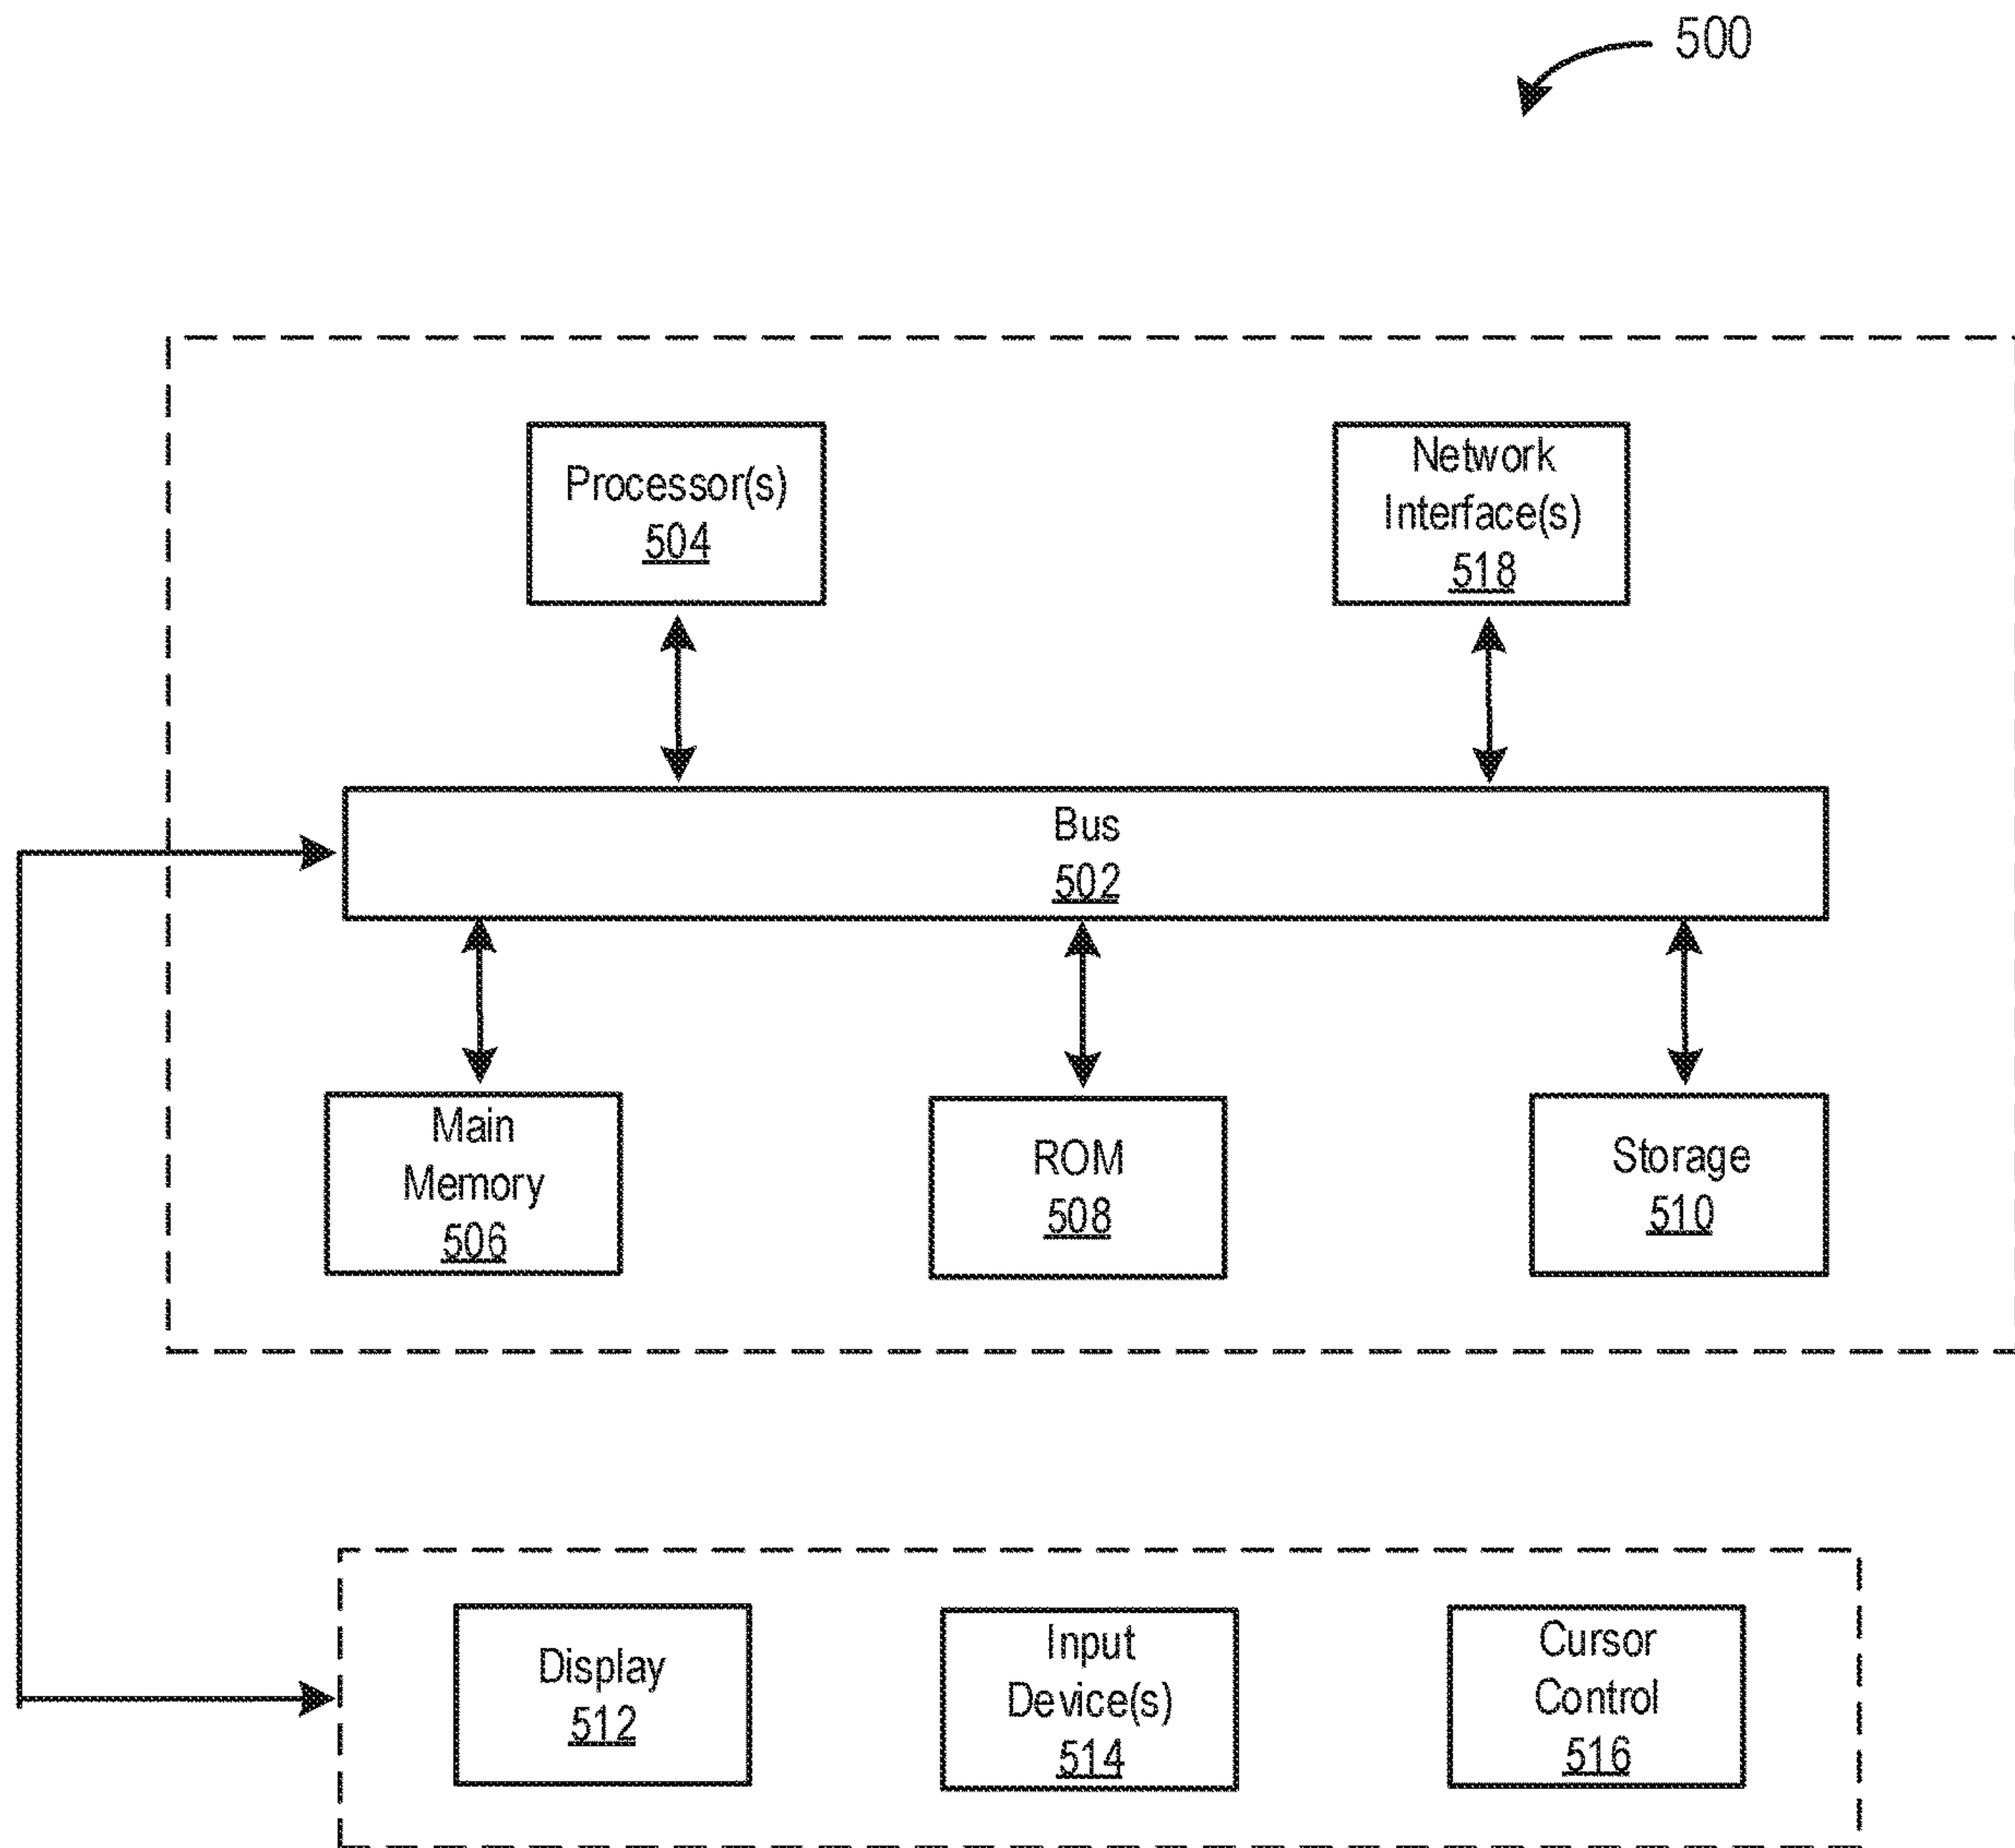 500
Processor(s)
504
Network
Interface(s)
518
Bus
502
Main
Memory
506
ROM
508
Storage
510
Display
512
Input
Device(s)
514
Cursor
Control
516